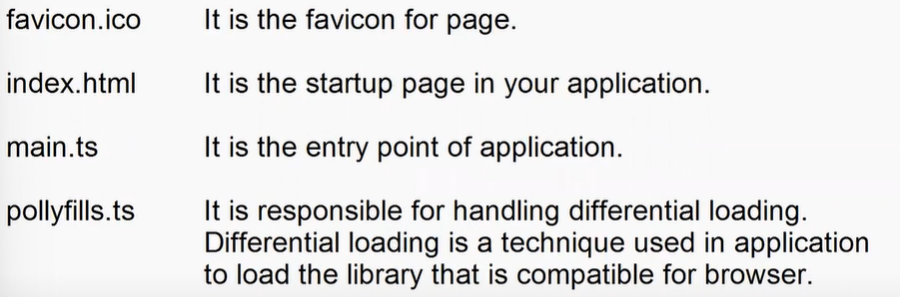 favicon.ico It is the favicon for page.
index.html It is the startup page in your application.
main.ts It is the entry point of application.
pollyfills.ts It is responsible for handling differential loading.
Differential loading is a technique used in application
to load the library that is compatible for browser.